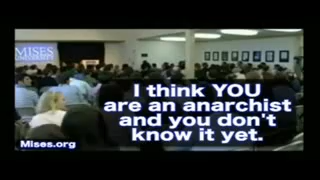 MISES
UNIVERSITY
I think YOU
are an anarchist
and you don't
know it yet.
Mises.org